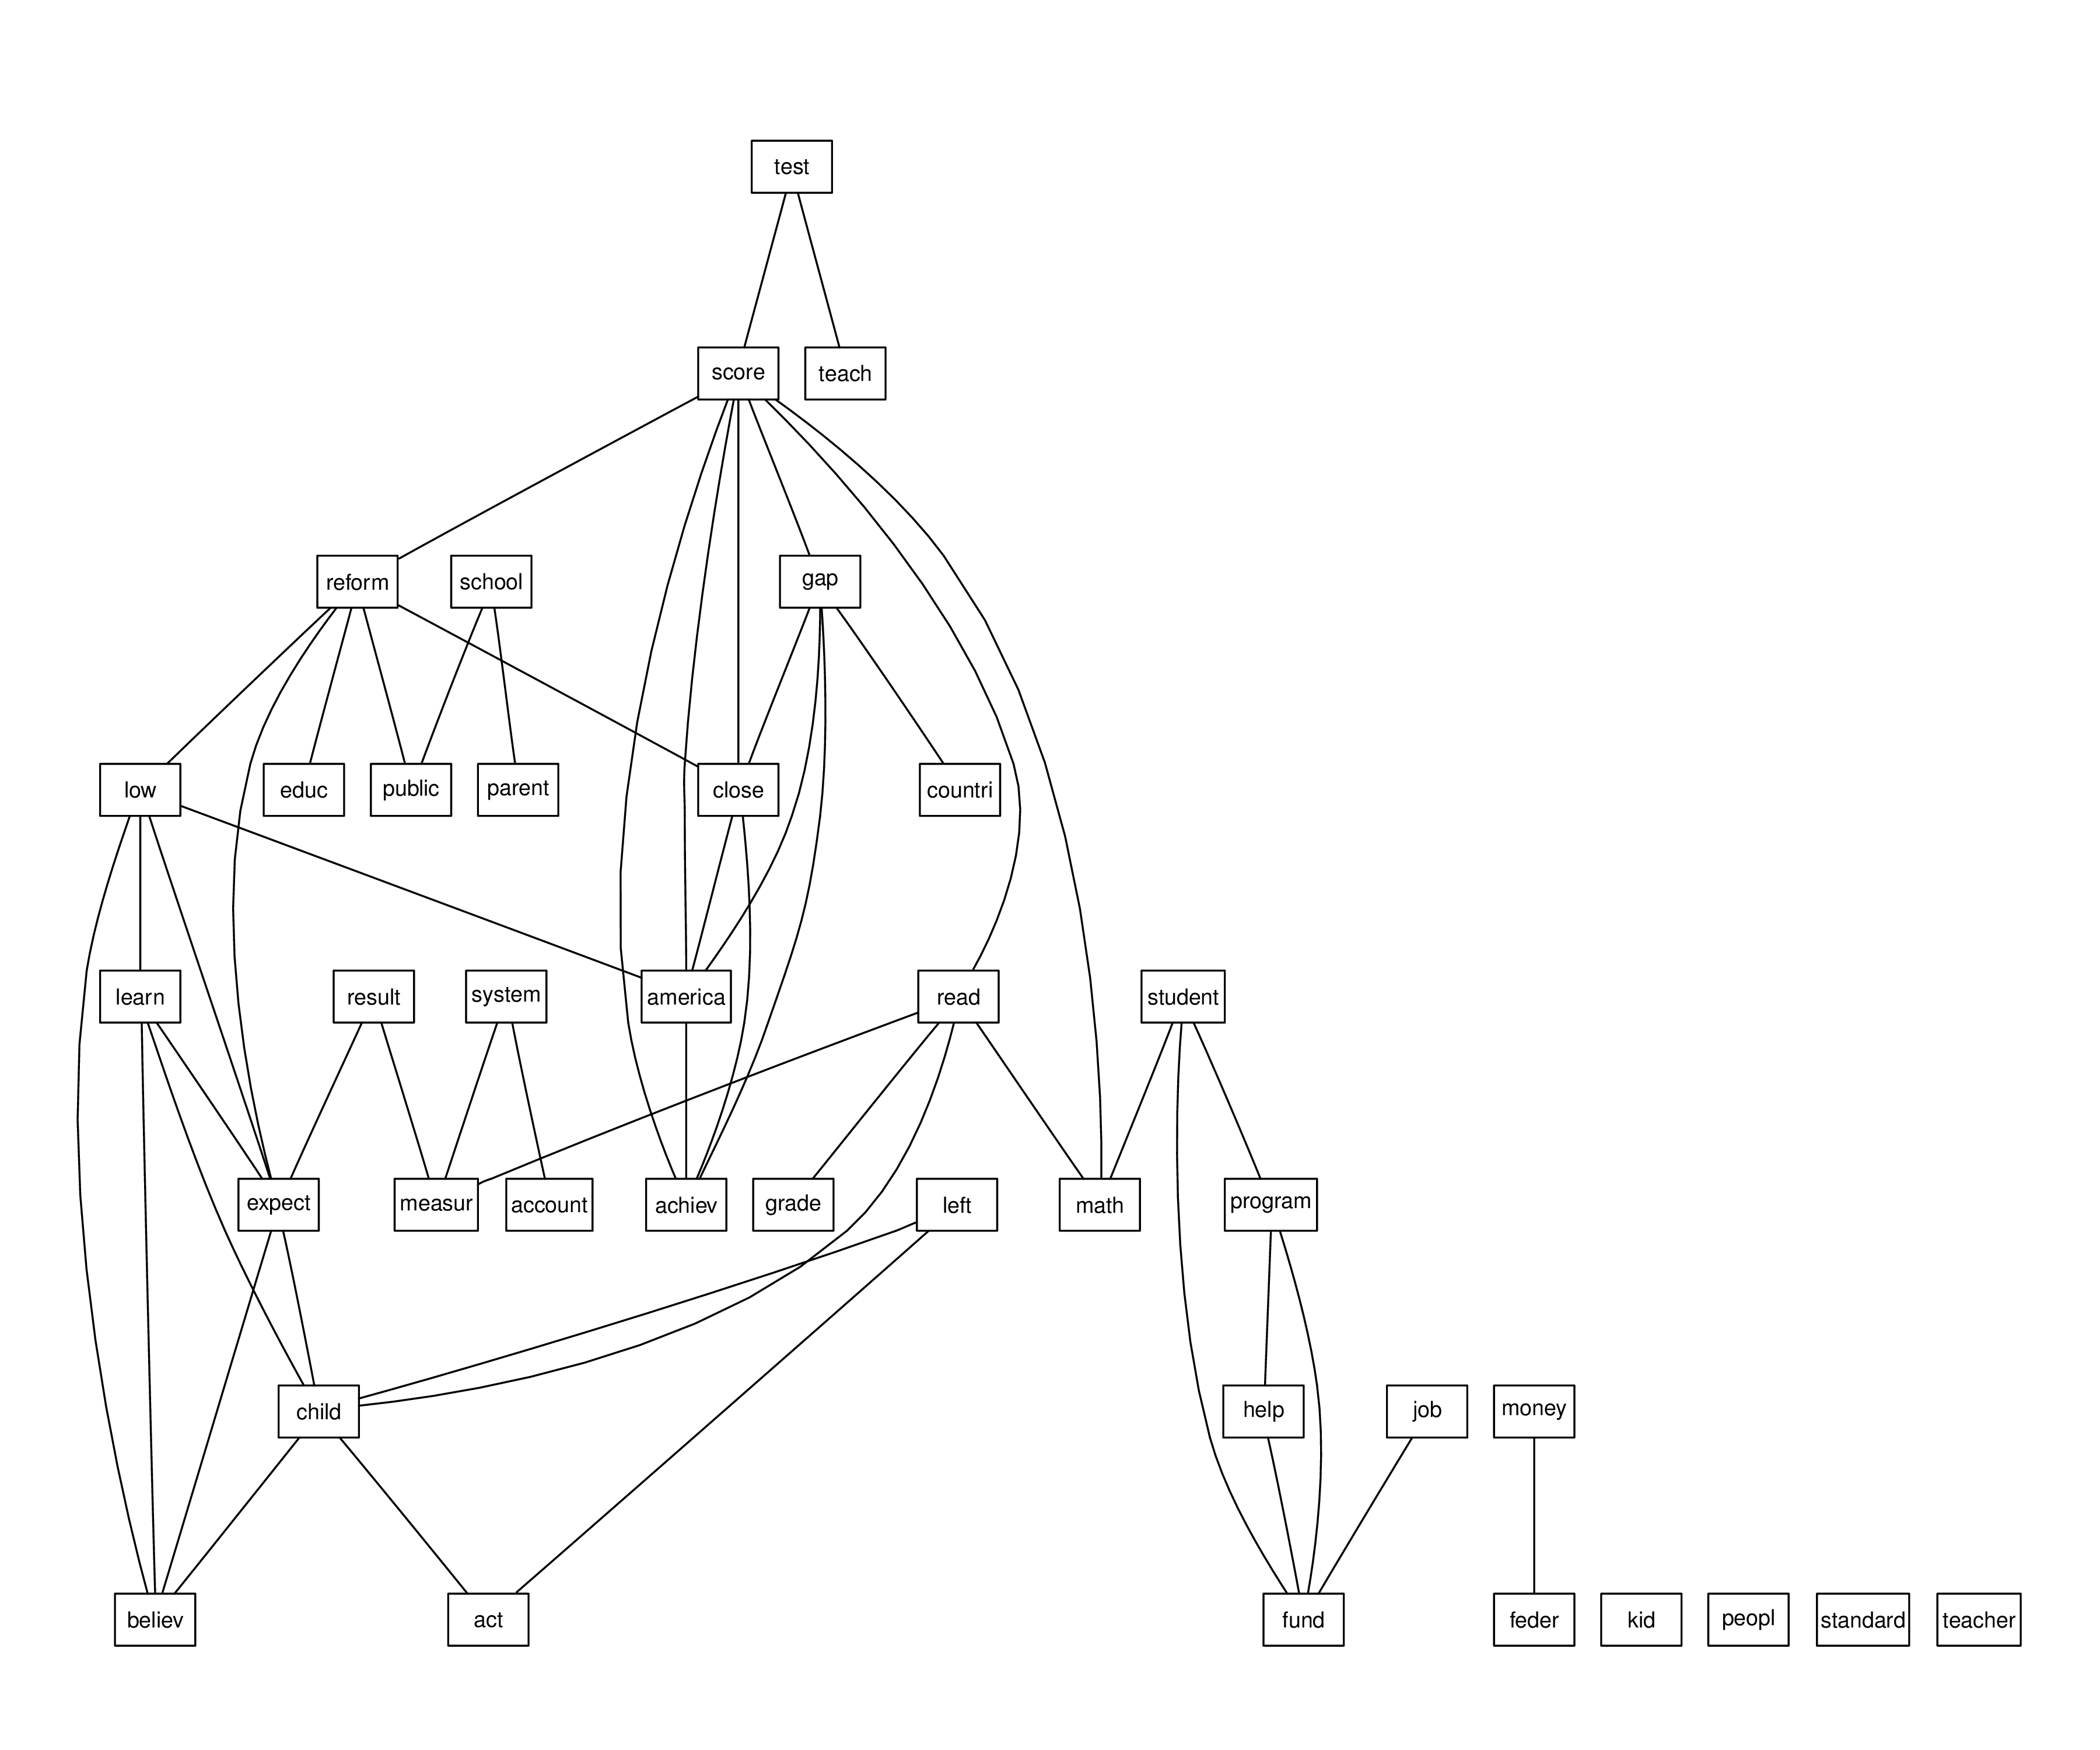 test
score
teach
reform
school
gap
low
educ
public
parent
close
countri
learn
result
system
america
read
student
expect
measur
account
achiev
grade
left
math
program
child
help
job
money
believ
act
fund
feder
kid
peopl
standard
teacher